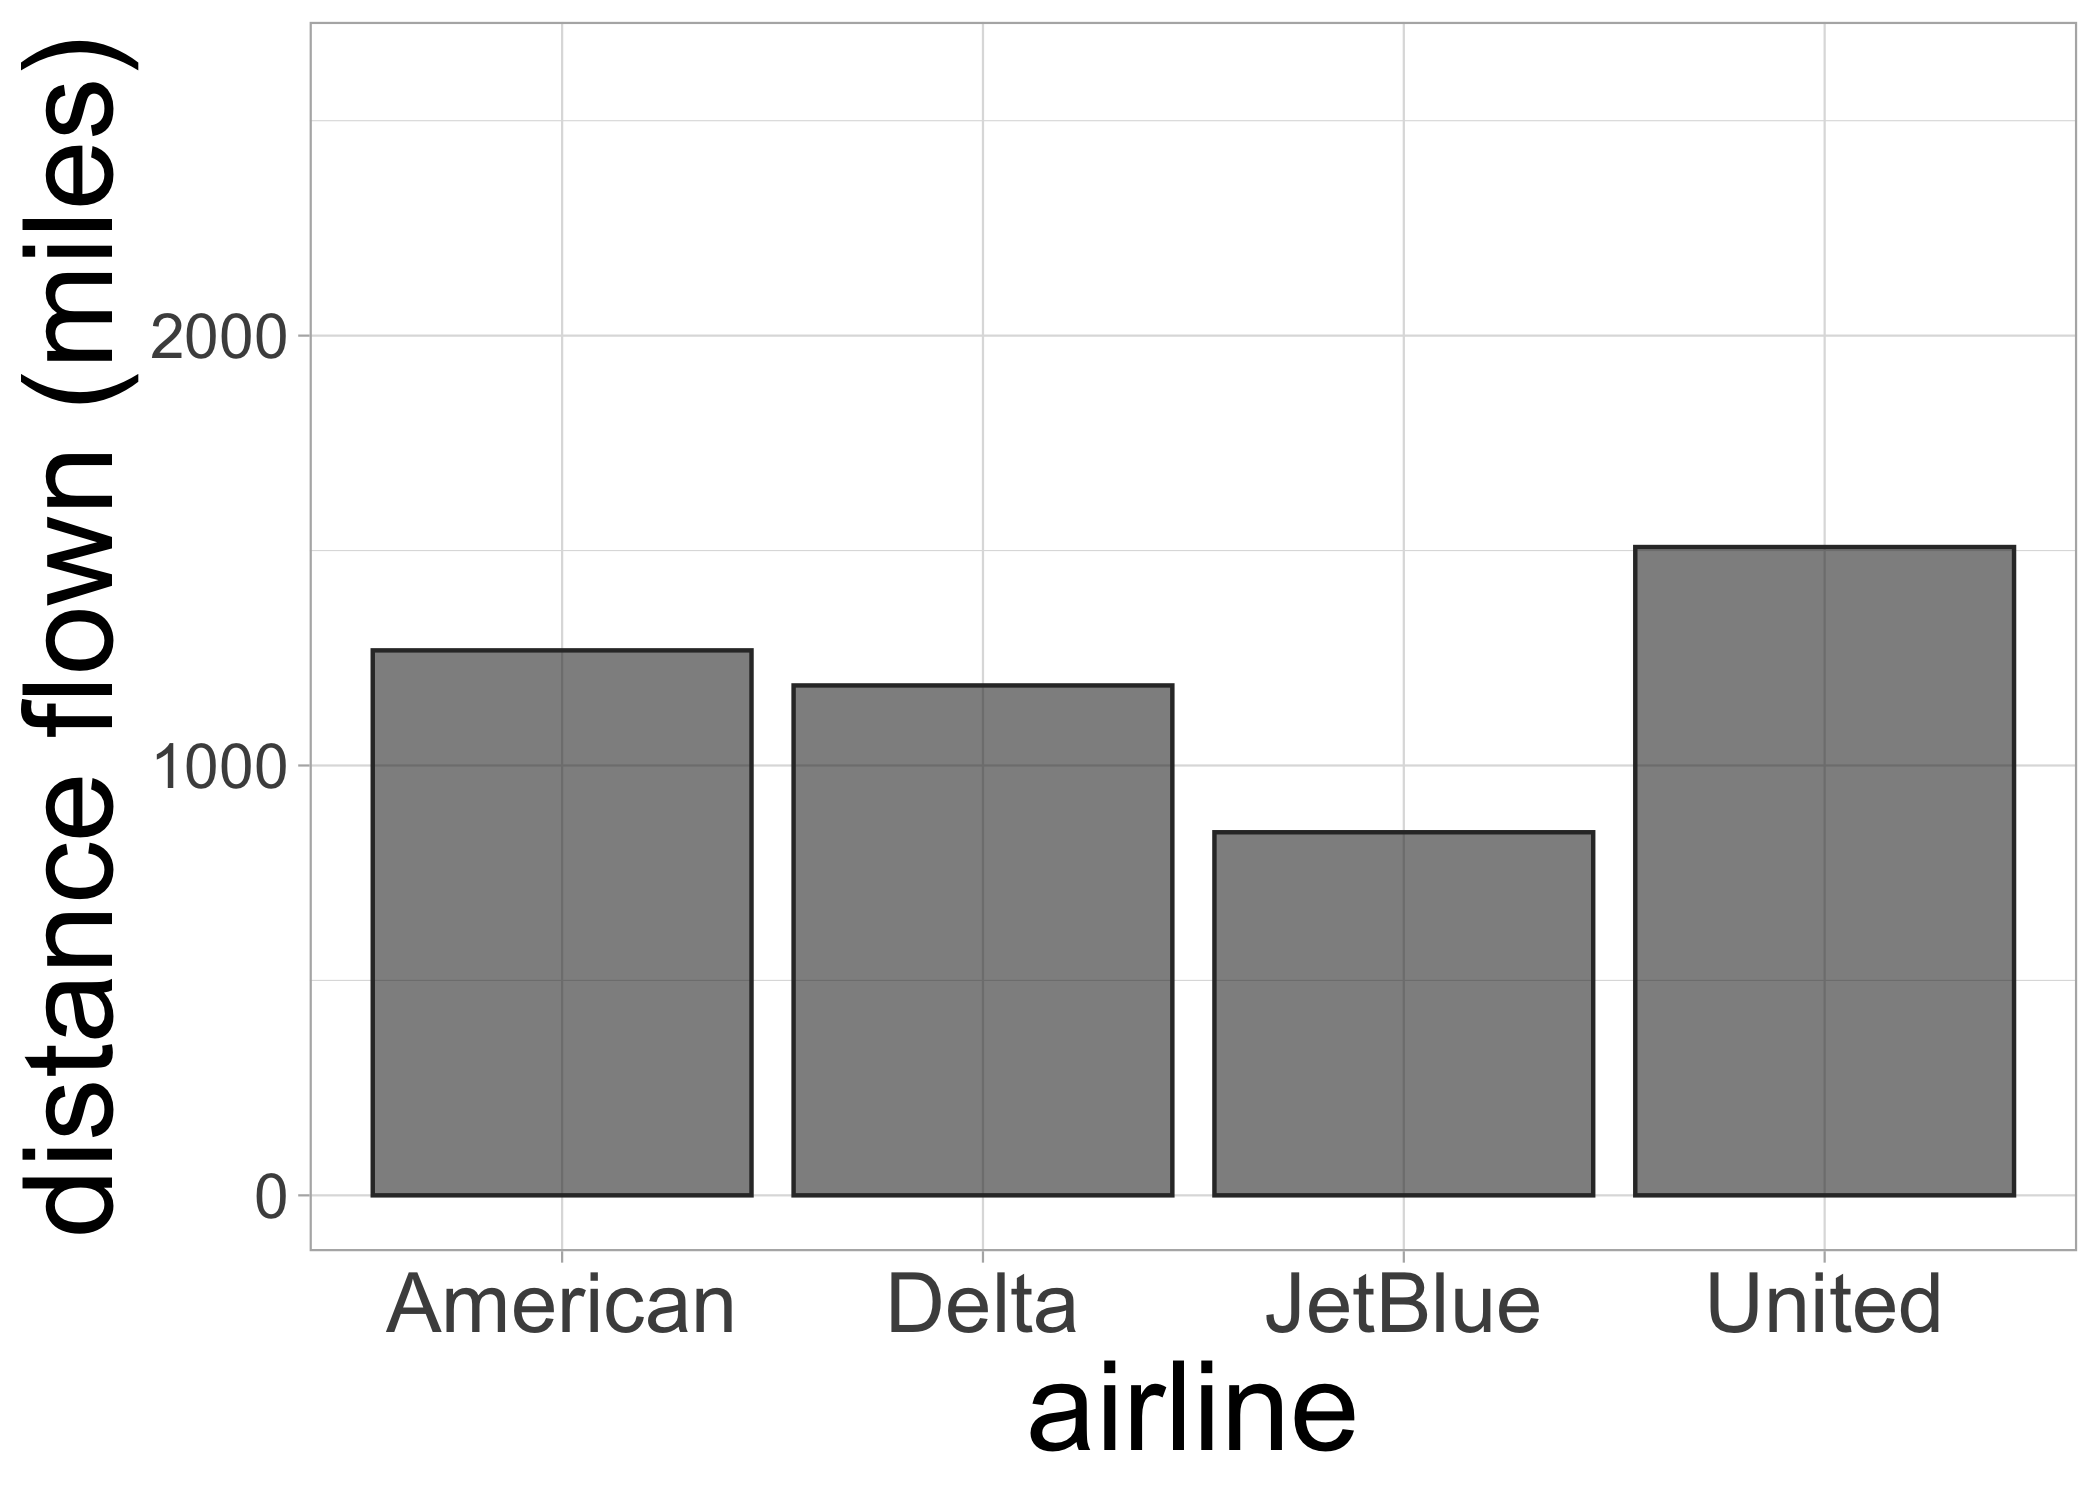 distance flown (miles)
2000
1000
0
American Delta JetBlue United
airline